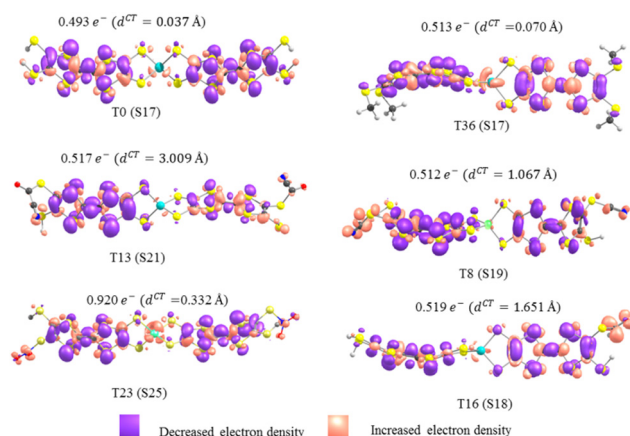 0.493 e⁻ (d^CT = 0.037 Å)
T0 (S17)
0.513 e⁻ (d^CT =0.070 Å)
T36 (S17)
0.517 e⁻ (d^CT = 3.009 Å)
T13 (S21)
0.512 e⁻ (d^CT = 1.067 Å)
T8 (S19)
0.920 e⁻ (d^CT =0.332 Å)
T23 (S25)
0.519 e⁻ (d^CT = 1.651 Å)
T16 (S18)
Decreased electron density
Increased electron density